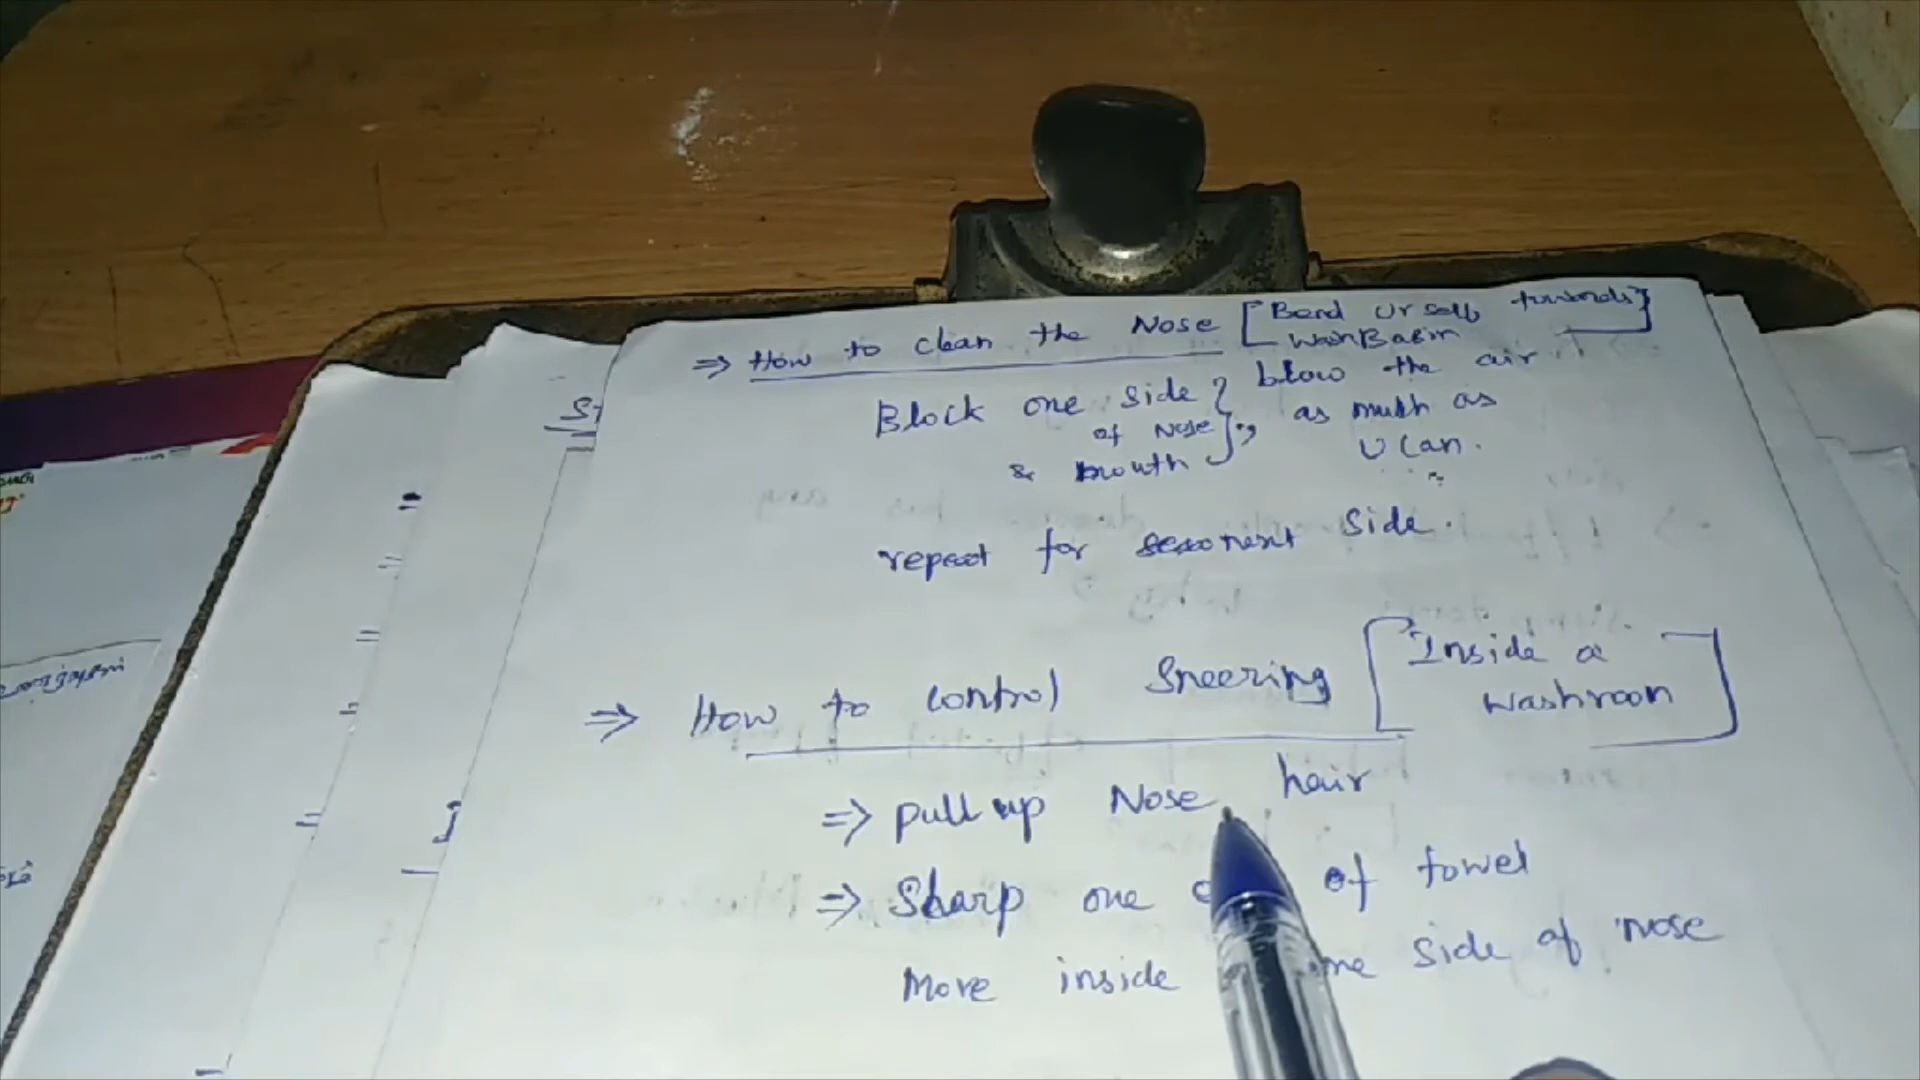 ⇒ How to clean the Nose [Bend Ur self towards
WashBasin]
Block one side } blow the air
of Nose as much as
& mouth U Can.
repeat for side.
⇒ How to control Sneezing [Inside a
washroom]
⇒ pull up Nose hair
⇒ Sharp one of towel
Move inside side of Nose